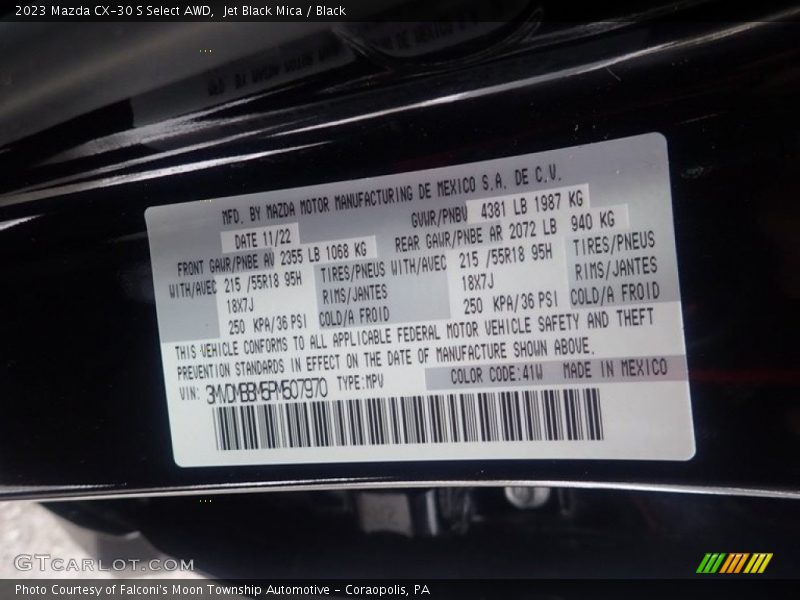 2023 Mazda CX-30 S Select AWD,  Jet Black Mica / Black
MFD. BY MAZDA MOTOR MANUFACTURING DE MEXICO S.A. DE C.V.
DATE 11/22 GVWR/PNBV 4381 LB 1987 KG
FRONT GAWR/PNBE AV 2355 LB 1068 KG REAR GAWR/PNBE AR 2072 LB 940 KG
WITH/AVEC 215 /55R18 95H TIRES/PNEUS WITH/AVEC 215 /55R18 95H TIRES/PNEUS
18X7J RIMS/JANTES 18X7J RIMS/JANTES
250 KPA/36 PSI COLD/A FROID 250 KPA/36 PSI COLD/A FROID
THIS VEHICLE CONFORMS TO ALL APPLICABLE FEDERAL MOTOR VEHICLE SAFETY AND THEFT
PREVENTION STANDARDS IN EFFECT ON THE DATE OF MANUFACTURE SHOWN ABOVE.
VIN: 3MVDMBBM5PM507970 TYPE:MPV COLOR CODE:41W MADE IN MEXICO
GTCARLOT.COM
Photo Courtesy of Falconi's Moon Township Automotive - Coraopolis, PA